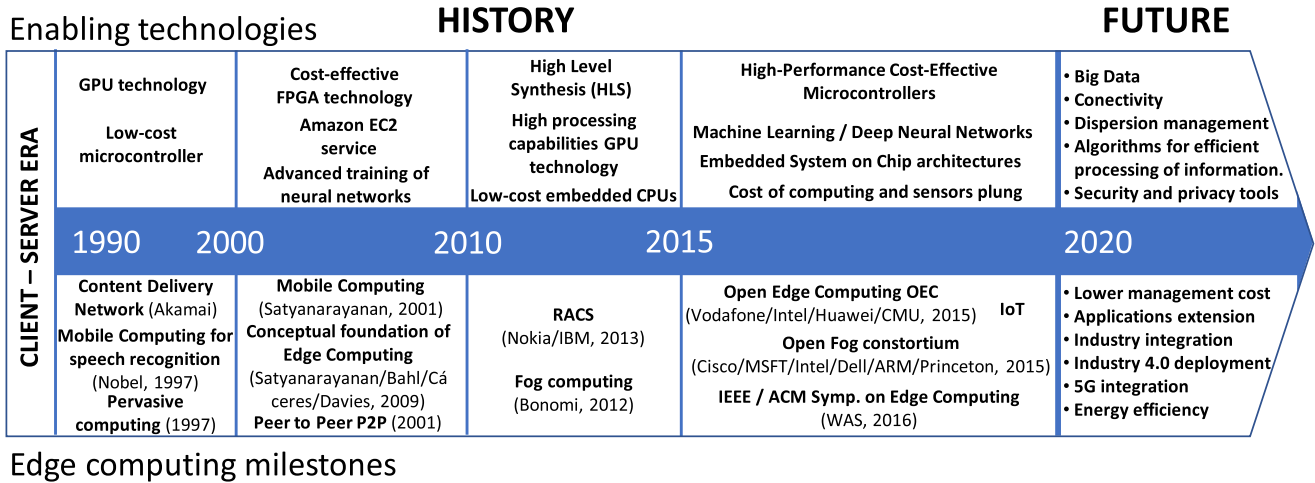 Enabling technologies
HISTORY
FUTURE
CLIENT – SERVER ERA
GPU technology
Low-cost
microcontroller
Cost-effective
FPGA technology
Amazon EC2
service
Advanced training of
neural networks
High Level
Synthesis (HLS)
High processing
capabilities GPU
technology
Low-cost embedded CPUs
High-Performance Cost-Effective
Microcontrollers
Machine Learning / Deep Neural Networks
Embedded System on Chip architectures
Cost of computing and sensors plung
• Big Data
• Conectivity
• Dispersion management
• Algorithms for efficient
processing of information.
• Security and privacy tools
1990
2000
2010
2015
2020
Content Delivery
Network (Akamai)
Mobile Computing for
speech recognition
(Nobel, 1997)
Pervasive
computing (1997)
Mobile Computing
(Satyanarayanan, 2001)
Conceptual foundation of
Edge Computing
(Satyanarayan/Bahl/Cá
ceres/Davies, 2009)
Peer to Peer P2P (2001)
RACS
(Nokia/IBM, 2013)
Fog computing
(Bonomi, 2012)
Open Edge Computing OEC
(Vodafone/Intel/Huawei/CMU, 2015)
IoT
Open Fog constortium
(Cisco/MSFT/Intel/Dell/ARM/Princeton, 2015)
IEEE / ACM Symp. on Edge Computing
(WAS, 2016)
• Lower management cost
• Applications extension
• Industry integration
• Industry 4.0 deployment
• 5G integration
• Energy efficiency
Edge computing milestones